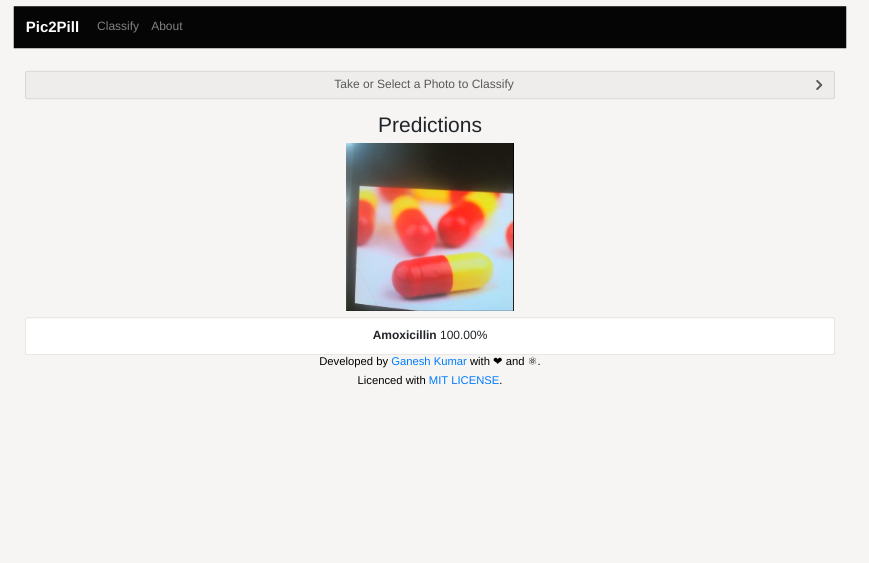 Pic2Pill Classify About
Take or Select a Photo to Classify
Predictions
Amoxicillin 100.00%
Developed by Ganesh Kumar with ❤ and ⚛.
Licenced with MIT LICENSE.